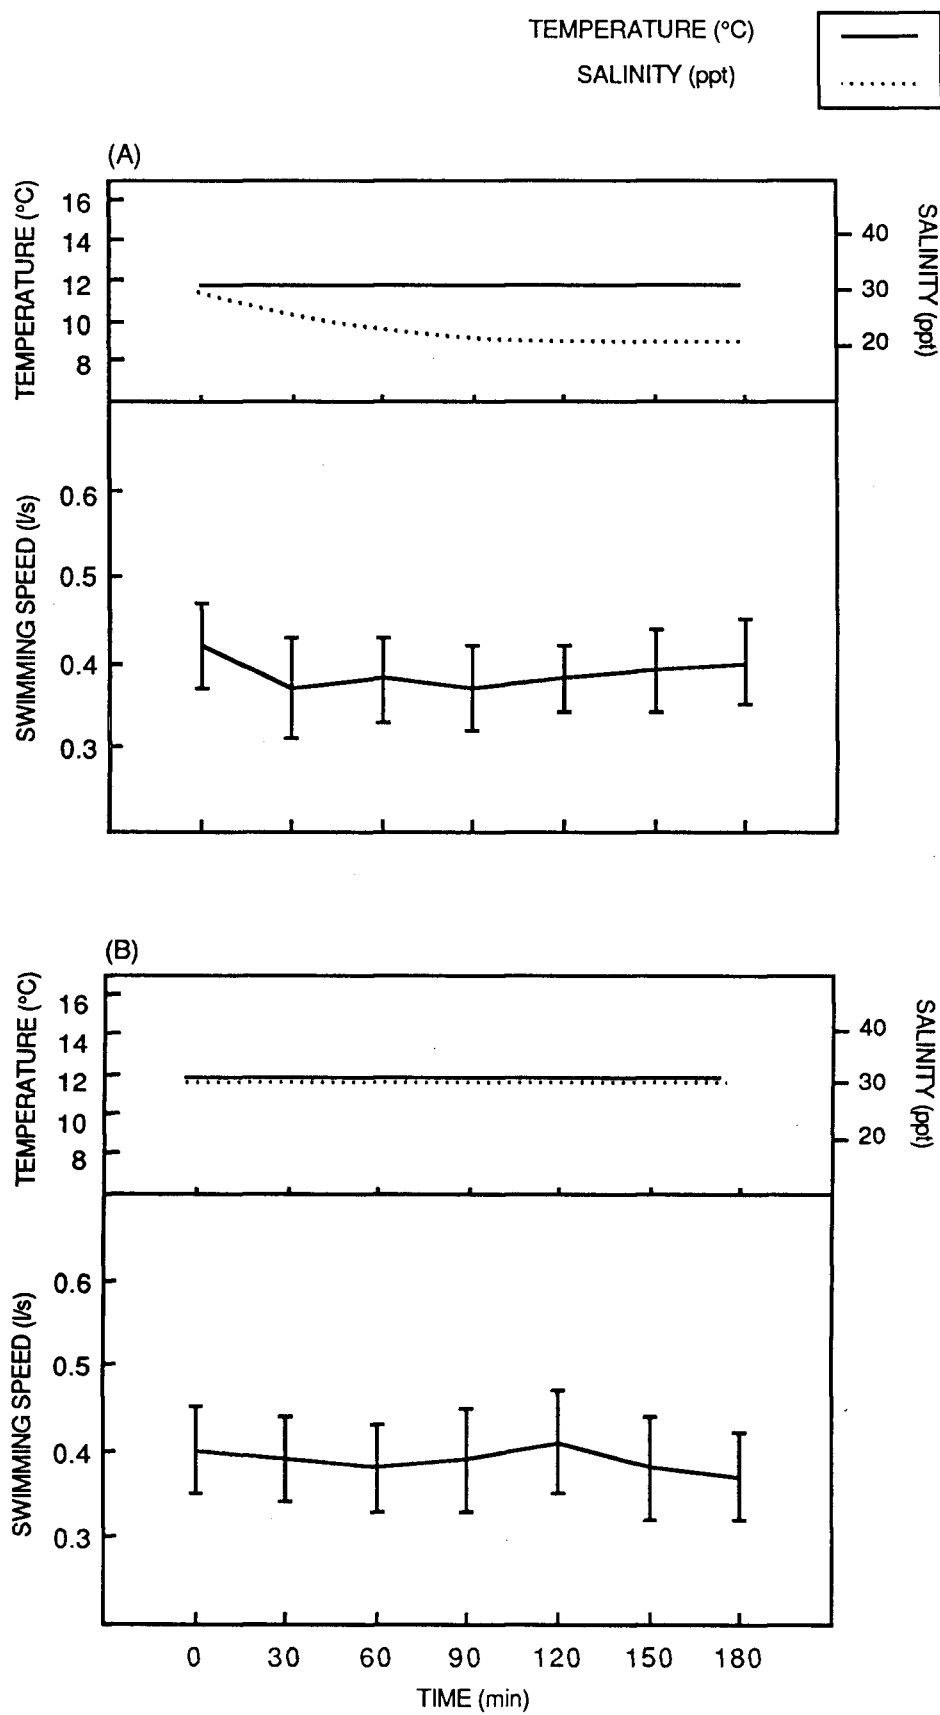 TEMPERATURE (°C)
SALINITY (ppt)
(A)
TEMPERATURE (°C)
16
14
12
10
8
40
30
20
SALINITY (ppt)
SWIMMING SPEED (l/s)
0.6
0.5
0.4
0.3
(B)
TEMPERATURE (°C)
16
14
12
10
8
40
30
20
SALINITY (ppt)
SWIMMING SPEED (l/s)
0.6
0.5
0.4
0.3
0 30 60 90 120 150 180
TIME (min)